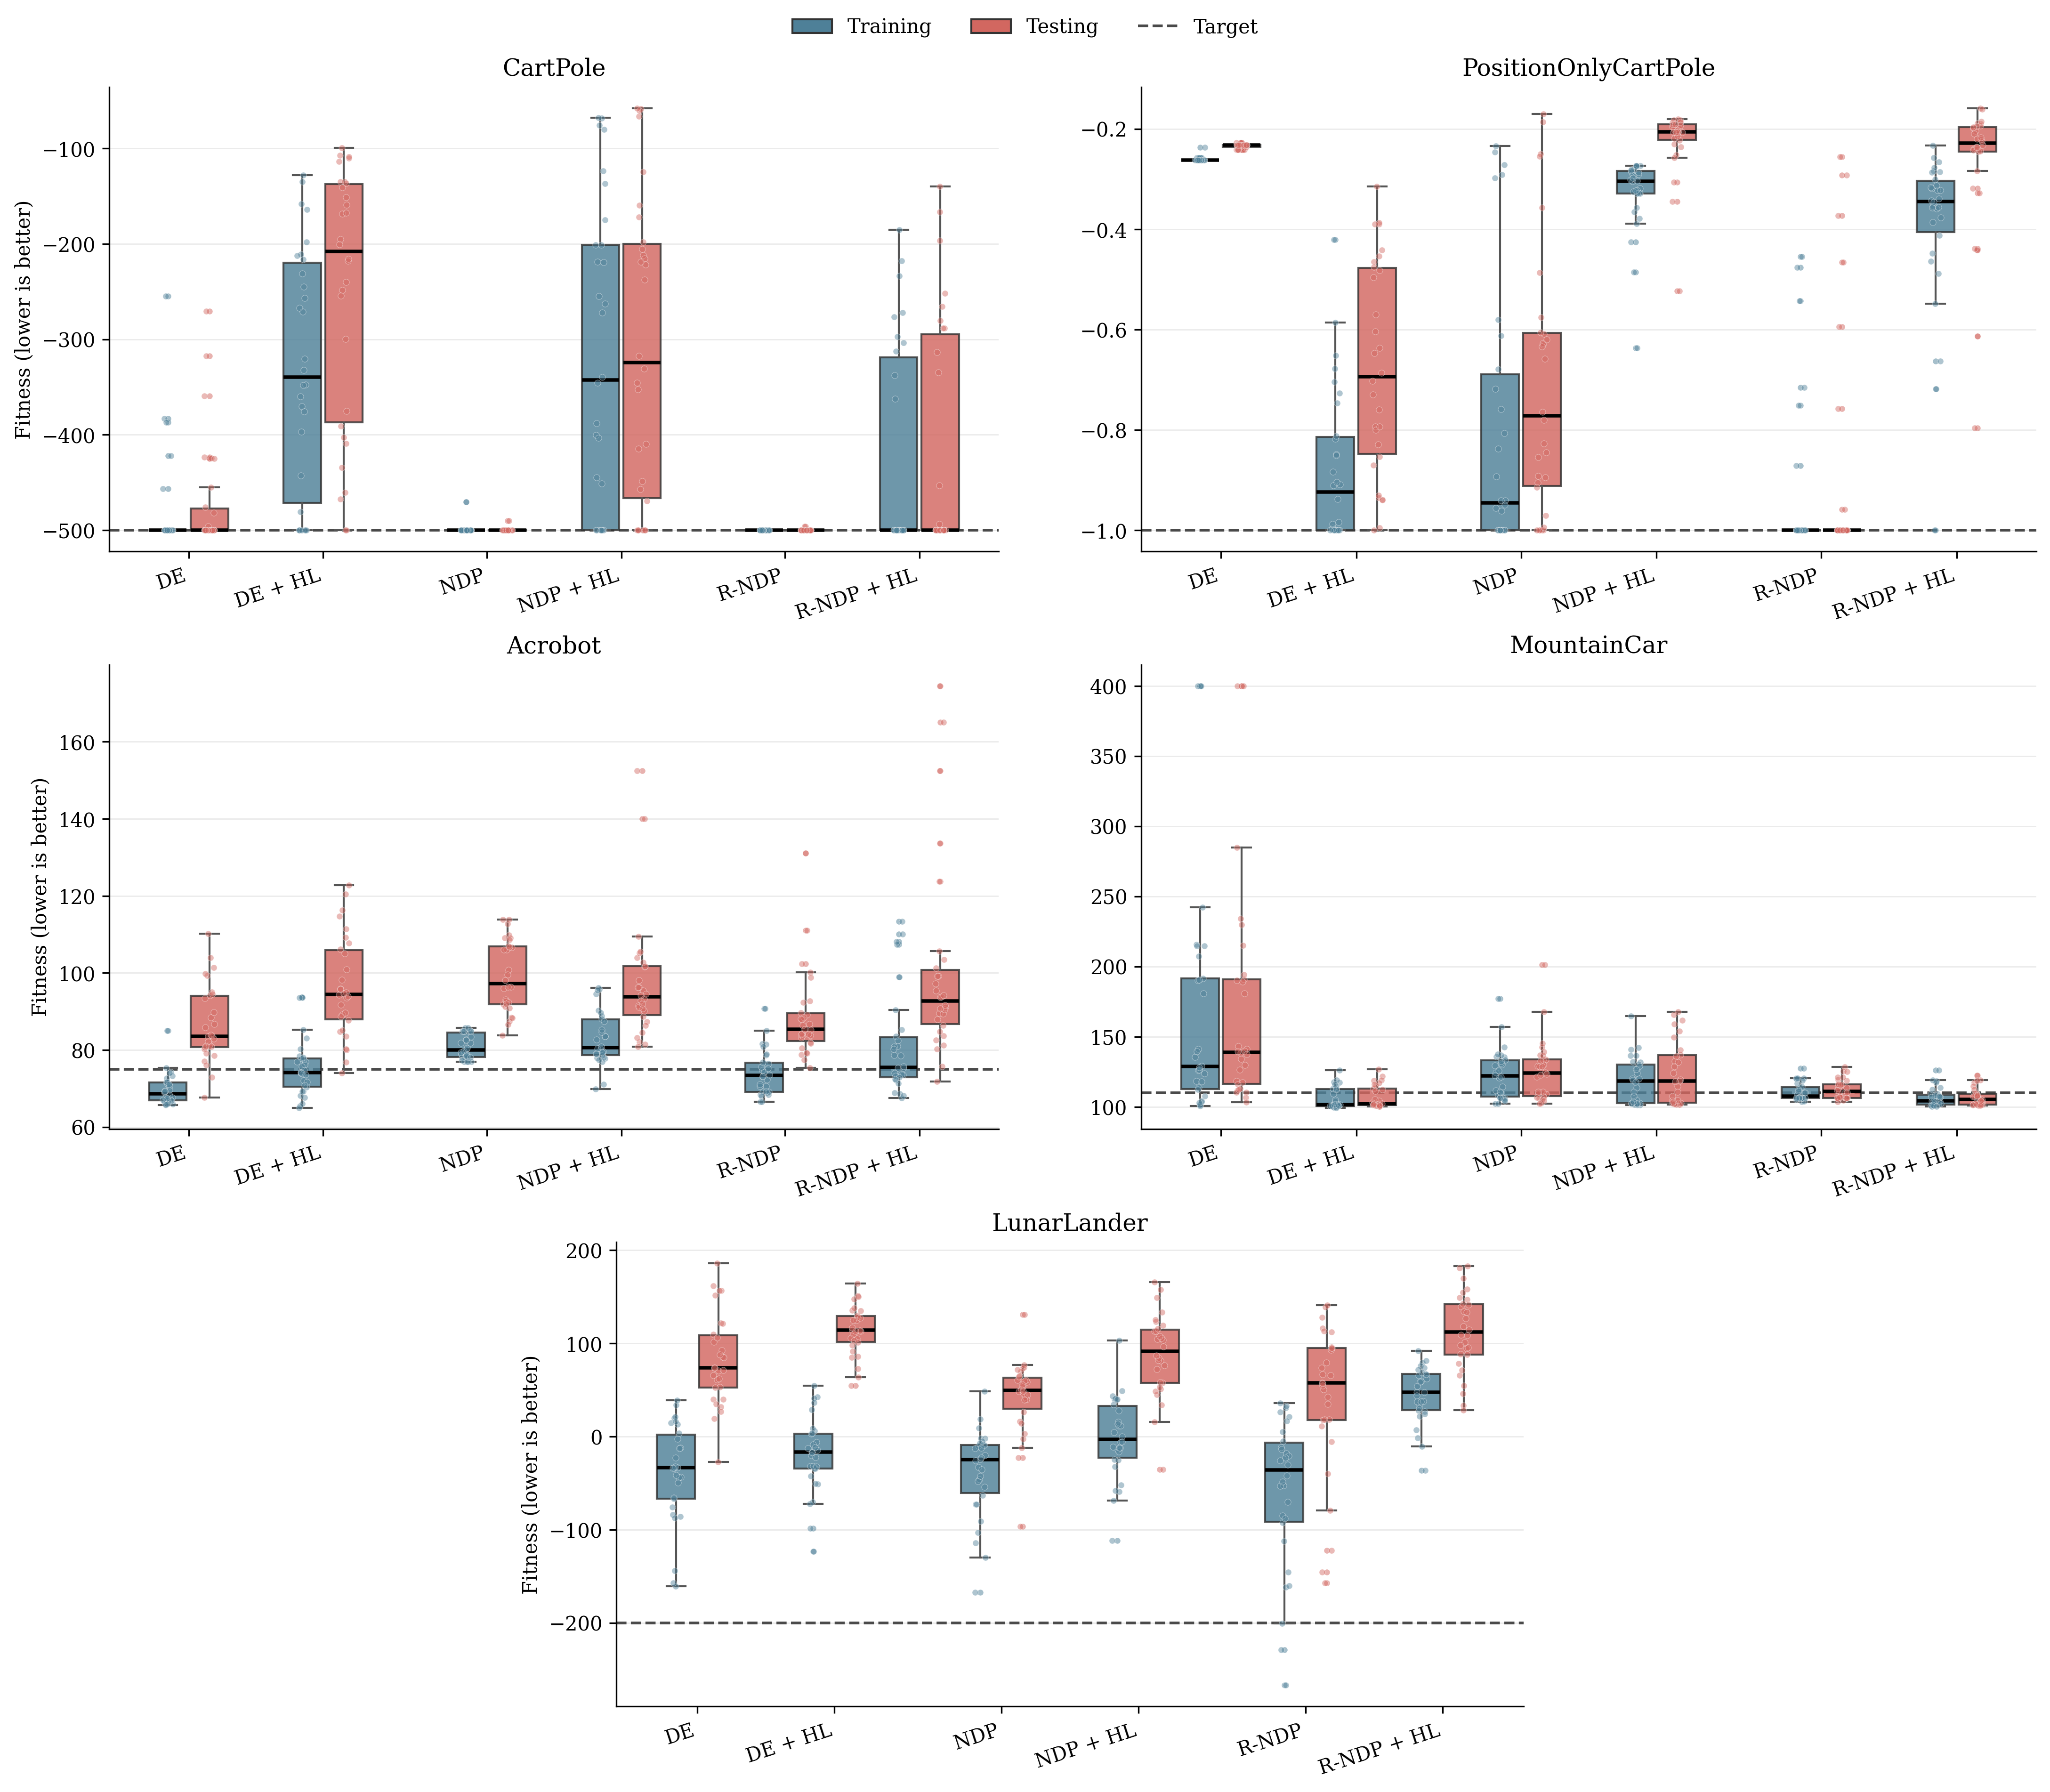 Training Testing Target
CartPole
Fitness (lower is better)
−100
−200
−300
−400
−500
DE
DE + HL
NDP
NDP + HL
R-NDP
R-NDP + HL
PositionOnlyCartPole
−0.2
−0.4
−0.6
−0.8
−1.0
DE
DE + HL
NDP
NDP + HL
R-NDP
R-NDP + HL
Acrobot
Fitness (lower is better)
160
140
120
100
80
60
DE
DE + HL
NDP
NDP + HL
R-NDP
R-NDP + HL
MountainCar
400
350
300
250
200
150
100
DE
DE + HL
NDP
NDP + HL
R-NDP
R-NDP + HL
LunarLander
Fitness (lower is better)
200
100
0
−100
−200
DE
DE + HL
NDP
NDP + HL
R-NDP
R-NDP + HL